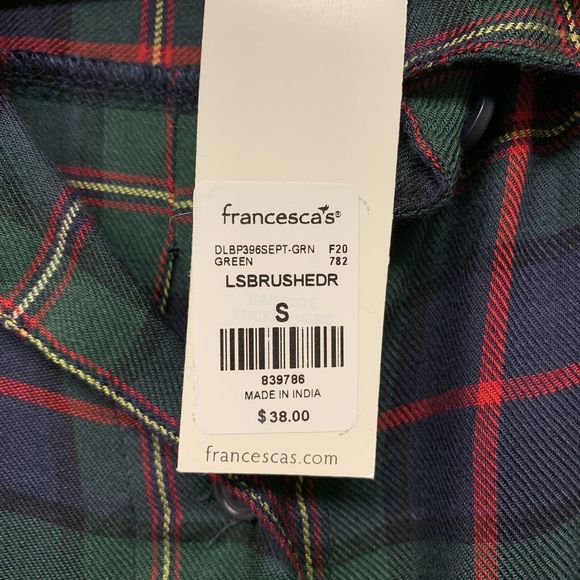 francesca's®
DLBP396SEPT-GRN F20
GREEN 782
LSBRUSHEDR
S
839786
MADE IN INDIA
$38.00
francescas.com